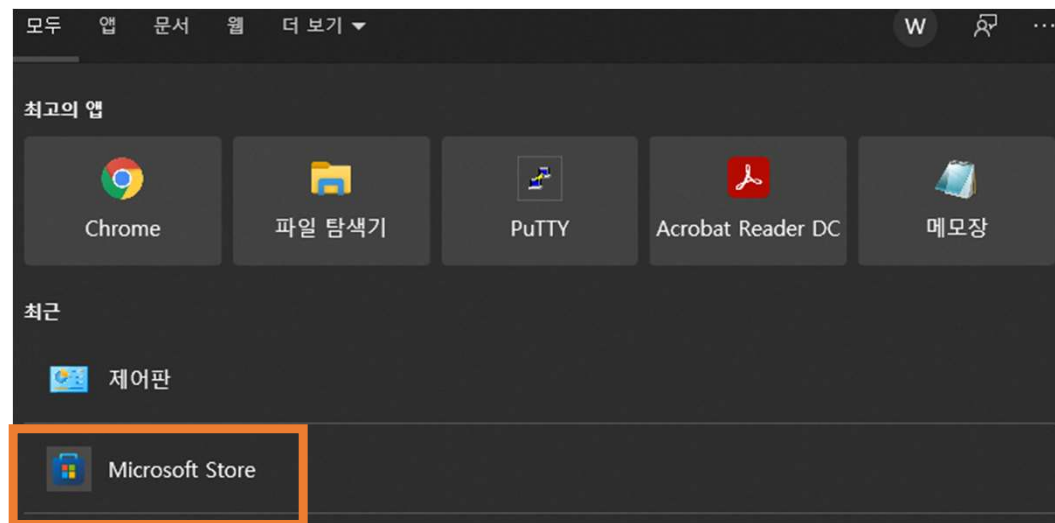 모두 앱 문서 웹 더 보기 W ...
최고의 앱
Chrome 파일 탐색기 PuTTY Acrobat Reader DC 메모장
최근
제어판
Microsoft Store